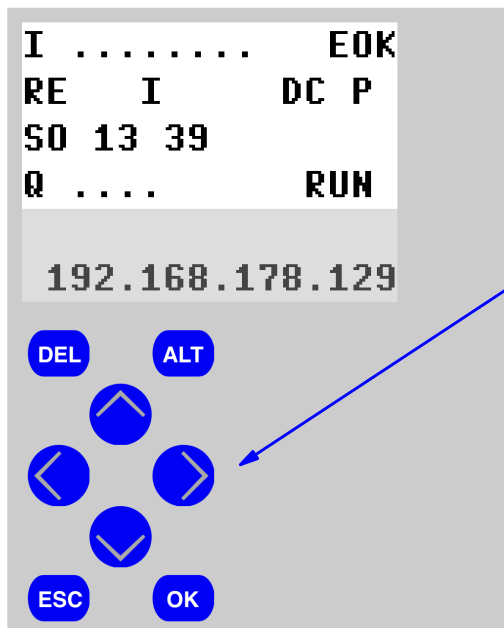 I ........ EOK
RE I DC P
SO 13 39
Q .... RUN
192.168.178.129
DEL ALT
ESC OK